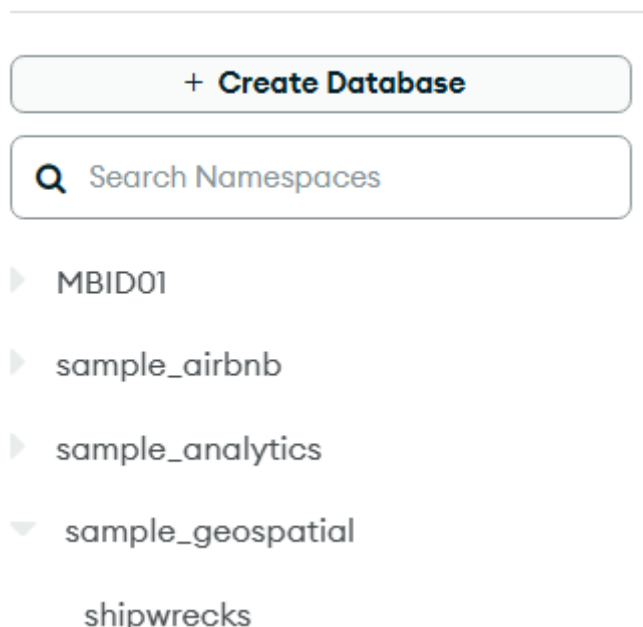 + Create Database
Search Namespaces
MBID01
sample_airbnb
sample_analytics
sample_geospatial
shipwrecks